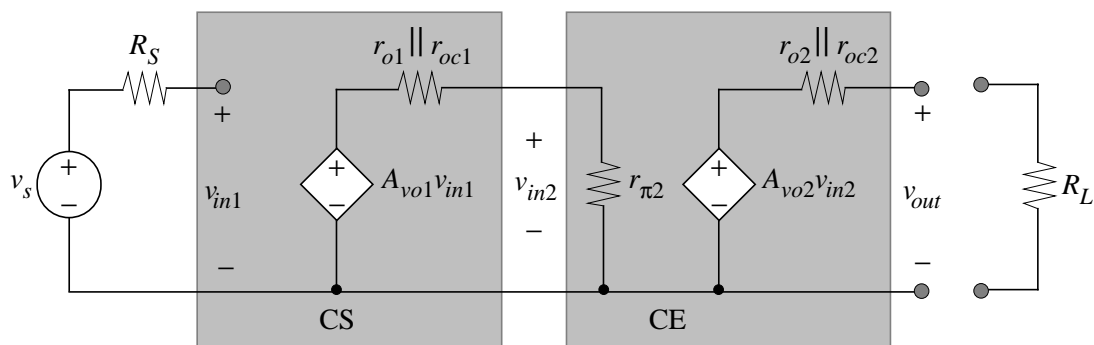 R_S
r_o1 || r_oc1
r_o2 || r_oc2
+
+
v_s
+
−
v_in1
+
−
A_vo1 v_in1
+
v_in2
−
r_π2
+
−
A_vo2 v_in2
v_out
R_L
−
−
CS
CE